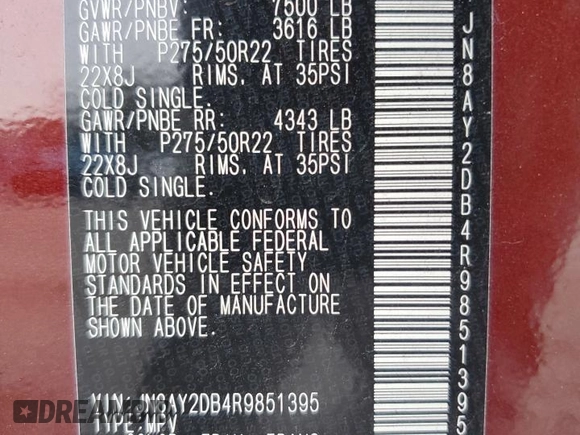 GVWR/PNBV: 7500 LB
GAWR/PNBE FR: 3616 LB
WITH P275/50R22 TIRES
22X8J RIMS, AT 35PSI
COLD SINGLE.
GAWR/PNBE RR: 4343 LB
WITH P275/50R22 TIRES
22X8J RIMS, AT 35PSI
COLD SINGLE.
THIS VEHICLE CONFORMS TO
ALL APPLICABLE FEDERAL
MOTOR VEHICLE SAFETY
STANDARDS IN EFFECT ON
THE DATE OF MANUFACTURE
SHOWN ABOVE.
VIN: JN8AY2DB4R9851395
TYPE:MPV
JN8AY2DB4R9851395